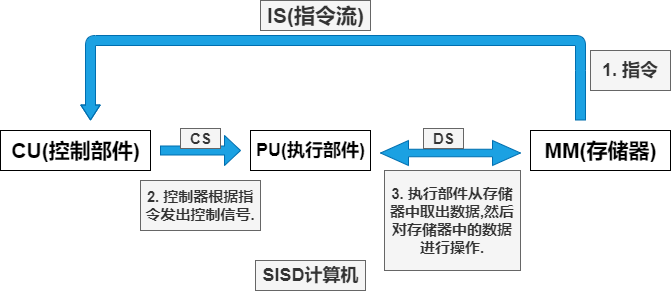 IS(指令流)
1. 指令
CU(控制部件)
CS
PU(执行部件)
DS
MM(存储器)
2. 控制器根据指
令发出控制信号.
3. 执行部件从存储
器中取出数据,然后
对存储器中的数据
进行操作.
SISD计算机